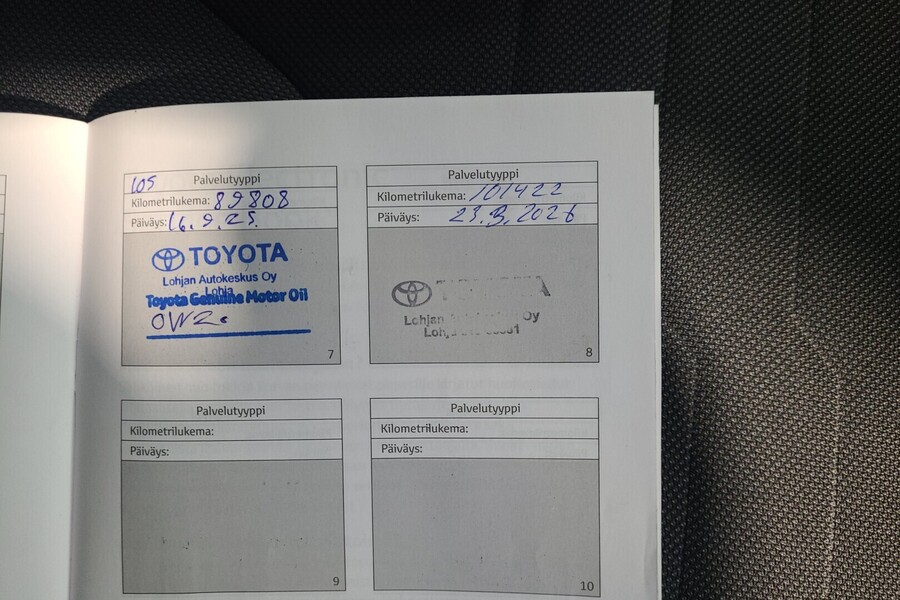 105 Palvelutyyppi
Kilometrilukema: 89808
Päiväys: 16.9.25.
TOYOTA
Lohjan Autokeskus Oy
Lohja
Toyota Genuine Motor Oil
0W20
7
Palvelutyyppi
Kilometrilukema: 101422
Päiväys: 23.3.2026
Lohjan Oy
8
Palvelutyyppi
Kilometrilukema:
Päiväys:
9
Palvelutyyppi
Kilometrilukema:
Päiväys:
10